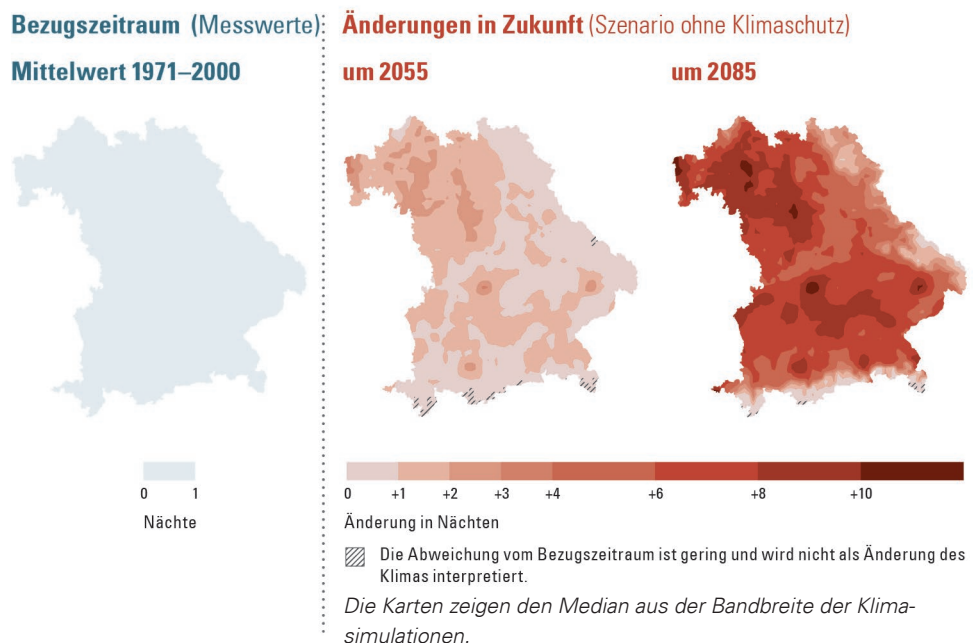 Bezugszeitraum (Messwerte)
Mittelwert 1971–2000
Änderungen in Zukunft (Szenario ohne Klimaschutz)
um 2055
um 2085
0 1
Nächte
0 +1 +2 +3 +4 +6 +8 +10
Änderung in Nächten
Die Abweichung vom Bezugszeitraum ist gering und wird nicht als Änderung des
Klimas interpretiert.
Die Karten zeigen den Median aus der Bandbreite der Klima-
simulationen.